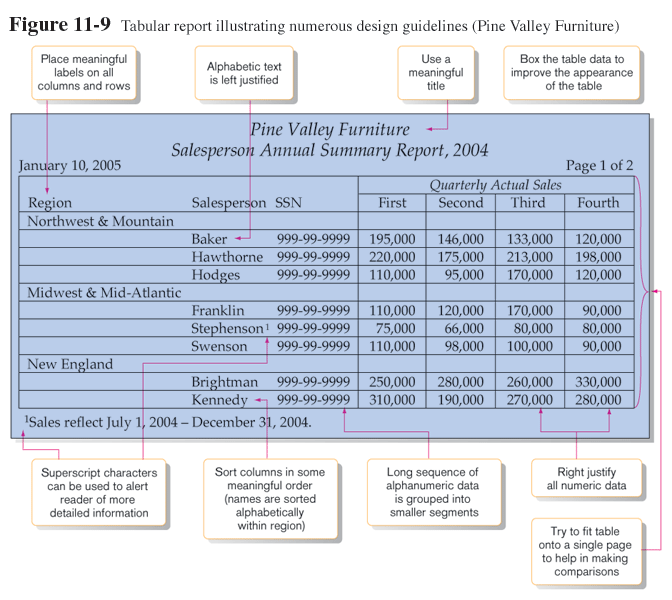 Figure 11-9 Tabular report illustrating numerous design guidelines (Pine Valley Furniture)
Place meaningful
labels on all
columns and rows
Alphabetic text
is left justified
Use a
meaningful
title
Box the table data to
improve the appearance
of the table
Pine Valley Furniture
Salesperson Annual Summary Report, 2004
January 10, 2005 Page 1 of 2
Quarterly Actual Sales
Region Salesperson SSN First Second Third Fourth
Northwest & Mountain
Baker 999-99-9999 195,000 146,000 133,000 120,000
Hawthorne 999-99-9999 220,000 175,000 213,000 198,000
Hodges 999-99-9999 110,000 95,000 170,000 120,000
Midwest & Mid-Atlantic
Franklin 999-99-9999 110,000 120,000 170,000 90,000
Stephenson¹ 999-99-9999 75,000 66,000 80,000 80,000
Swenson 999-99-9999 110,000 98,000 100,000 90,000
New England
Brightman 999-99-9999 250,000 280,000 260,000 330,000
Kennedy 999-99-9999 310,000 190,000 270,000 280,000
¹Sales reflect July 1, 2004 – December 31, 2004.
Superscript characters
can be used to alert
reader of more
detailed information
Sort columns in some
meaningful order
(names are sorted
alphabetically
within region)
Long sequence of
alphanumeric data
is grouped into
smaller segments
Right justify
all numeric data
Try to fit table
onto a single page
to help in making
comparisons